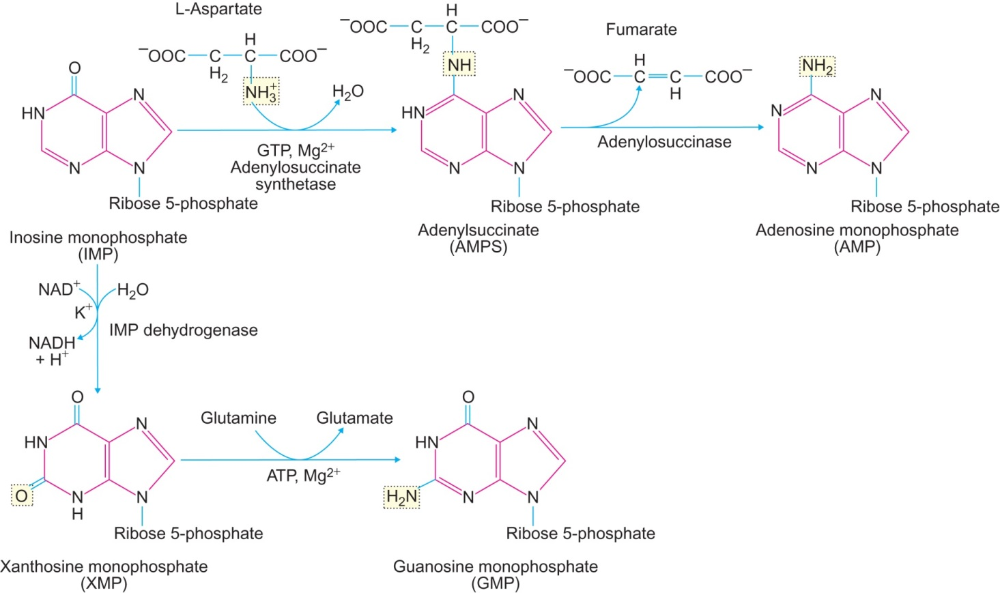 L-Aspartate
H
⁻OOC—C—C—COO⁻
H₂
NH₃⁺
O
HN
N
N
N
Ribose 5-phosphate
Inosine monophosphate
(IMP)
H₂O
GTP, Mg²⁺
Adenylosuccinate
synthetase
H
⁻OOC—C—C—COO⁻
H₂
NH
HN
N
N
N
Ribose 5-phosphate
Adenylsuccinate
(AMPS)
Fumarate
H
⁻OOC—C=C—COO⁻
H
Adenylosuccinase
NH₂
N
N
N
N
Ribose 5-phosphate
Adenosine monophosphate
(AMP)
NAD⁺
H₂O
K⁺
IMP dehydrogenase
NADH
+ H⁺
O
HN
N
O
N
H
N
Ribose 5-phosphate
Xanthosine monophosphate
(XMP)
Glutamine
Glutamate
ATP, Mg²⁺
O
HN
N
H₂N
N
N
Ribose 5-phosphate
Guanosine monophosphate
(GMP)